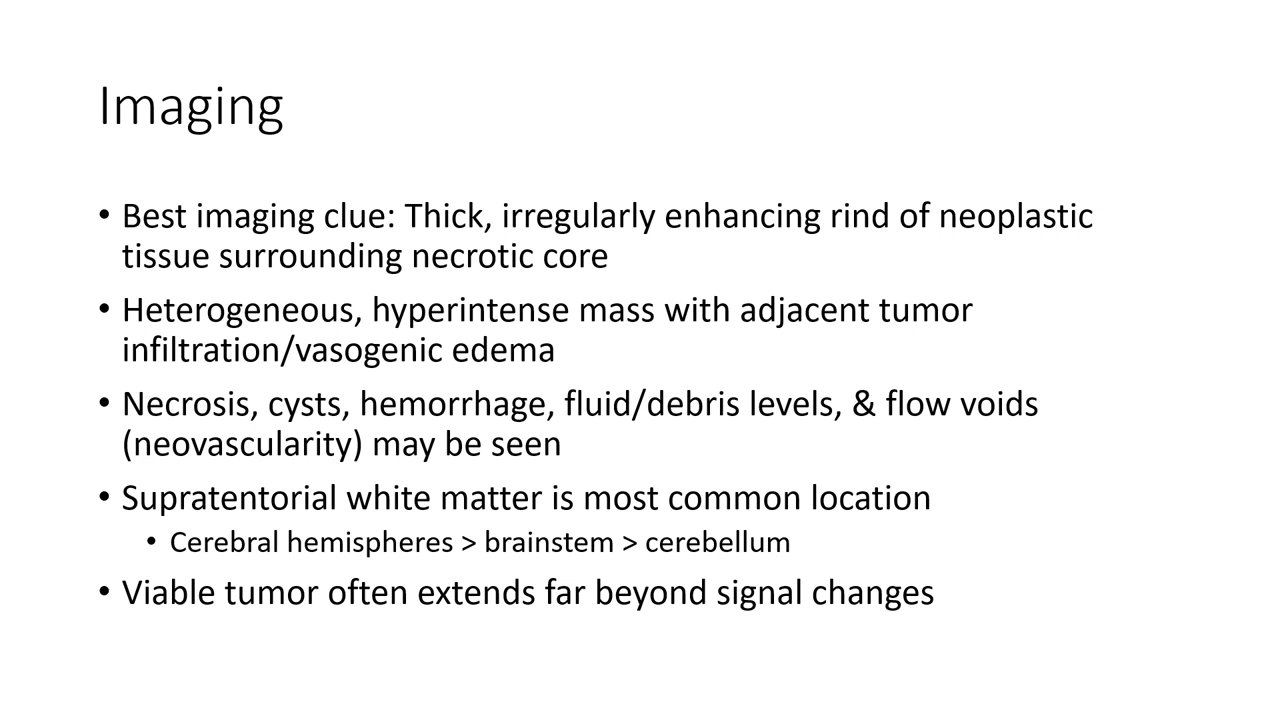 Imaging
• Best imaging clue: Thick, irregularly enhancing rind of neoplastic
tissue surrounding necrotic core
• Heterogeneous, hyperintense mass with adjacent tumor
infiltration/vasogenic edema
• Necrosis, cysts, hemorrhage, fluid/debris levels, & flow voids
(neovascularity) may be seen
• Supratentorial white matter is most common location
• Cerebral hemispheres > brainstem > cerebellum
• Viable tumor often extends far beyond signal changes